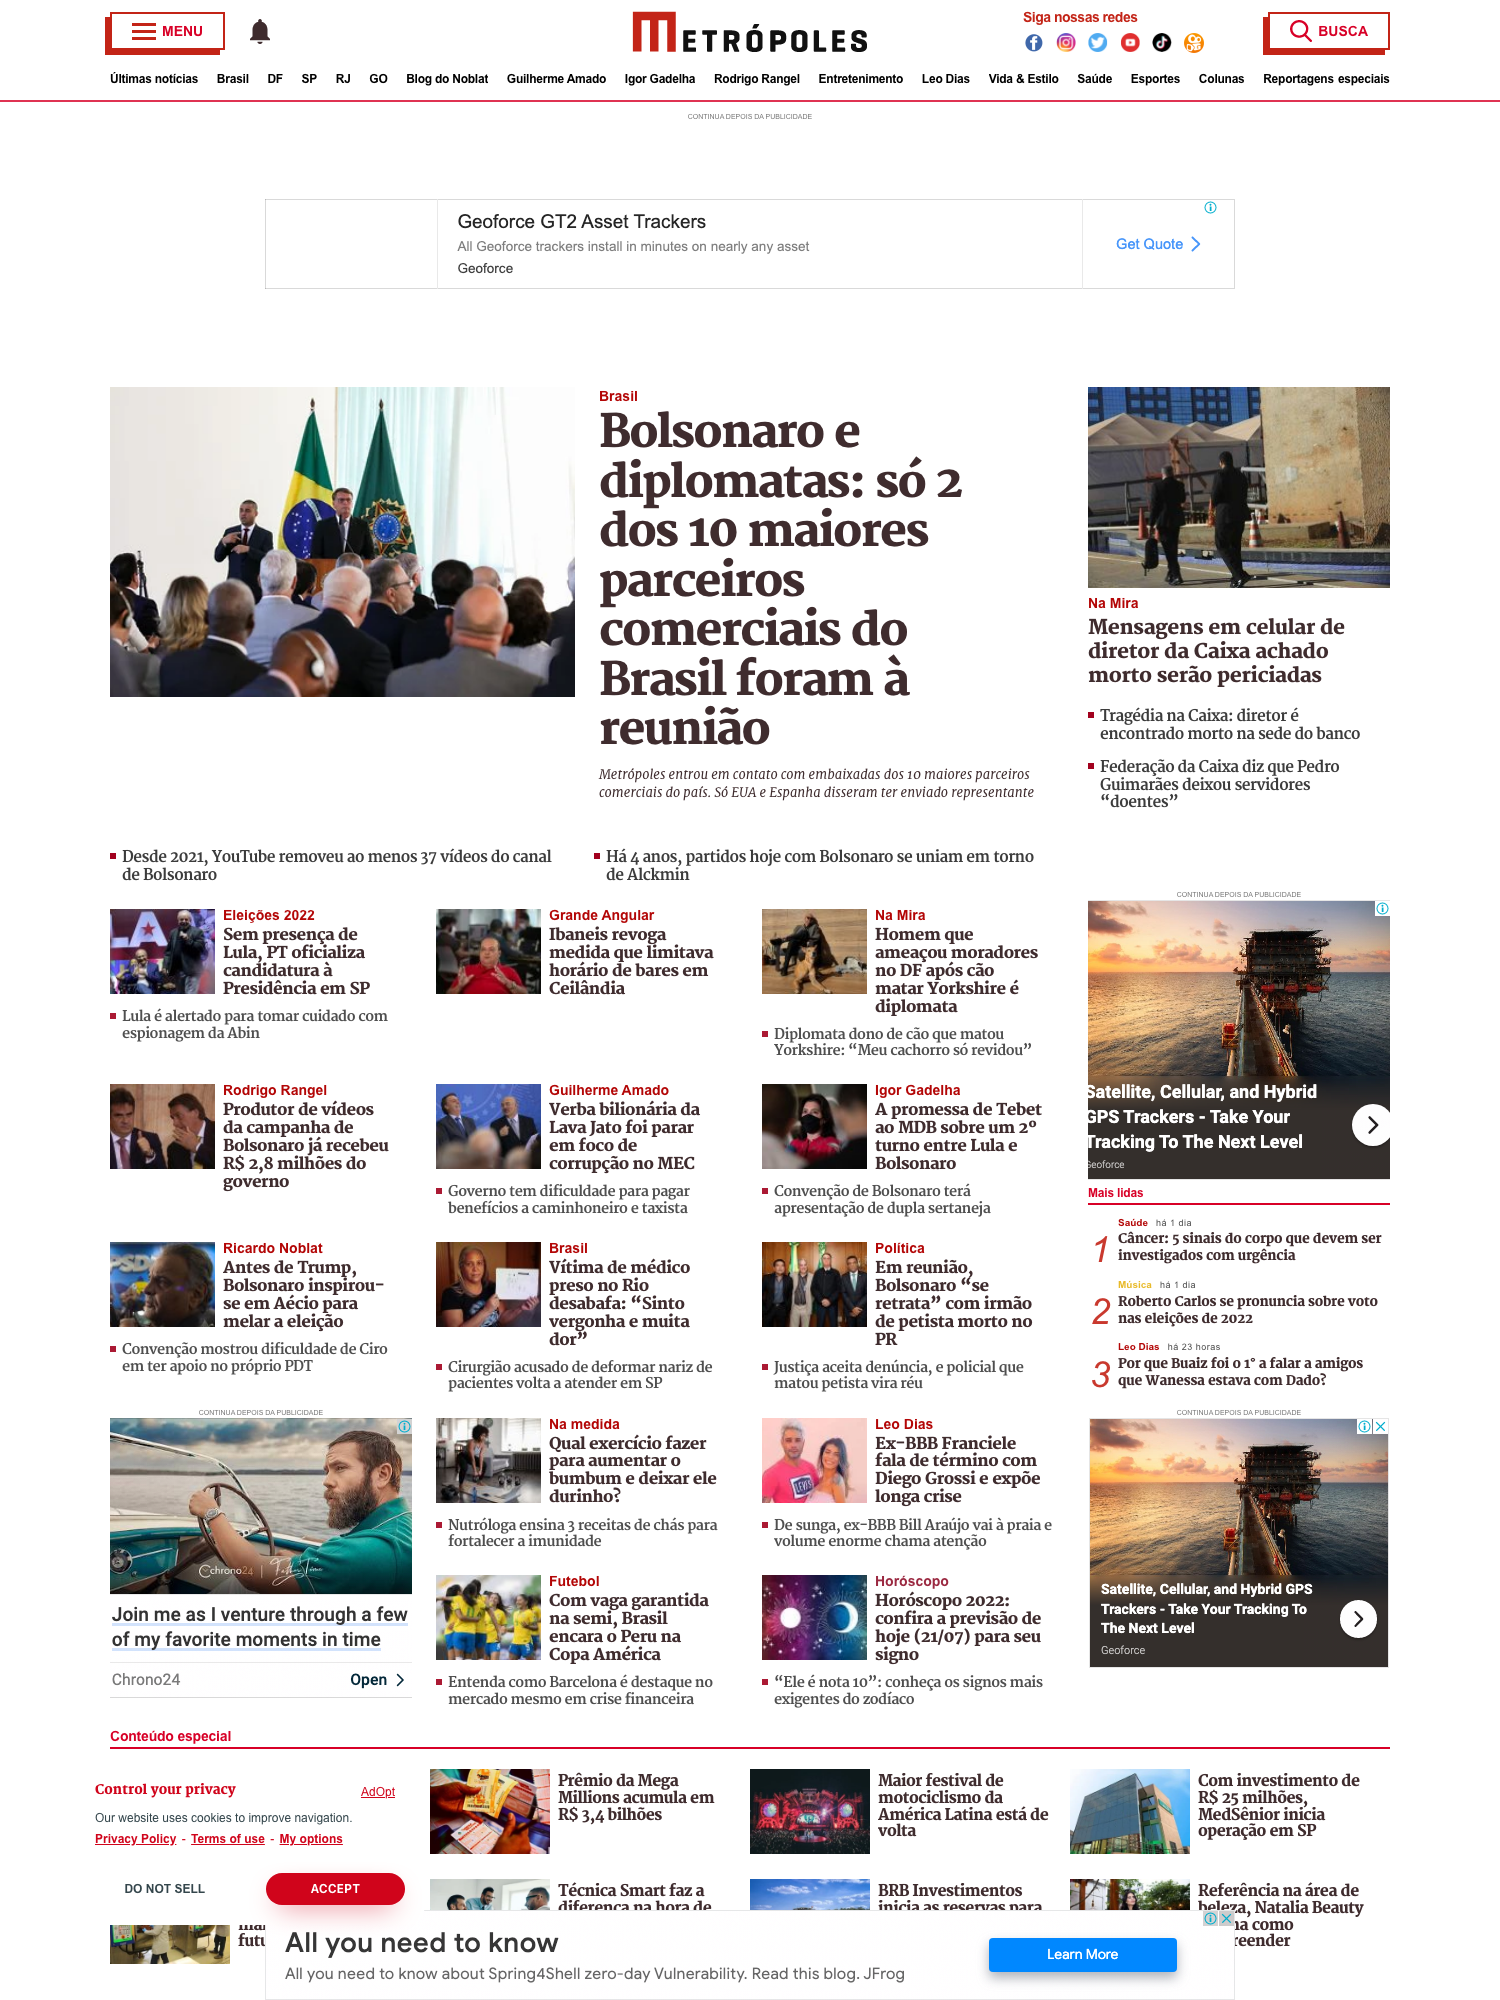 MENU
METRÓPOLES
Siga nossas redes
BUSCA
Últimas notícias Brasil DF SP RJ GO Blog do Noblat Guilherme Amado Igor Gadelha Rodrigo Rangel Entretenimento Leo Dias Vida & Estilo Saúde Esportes Colunas Reportagens especiais
CONTINUA DEPOIS DA PUBLICIDADE
Geoforce GT2 Asset Trackers
All Geoforce trackers install in minutes on nearly any asset
Geoforce
Get Quote
Brasil
Bolsonaro e
diplomatas: só 2
dos 10 maiores
parceiros
comerciais do
Brasil foram à
reunião
Metrópoles entrou em contato com embaixadas dos 10 maiores parceiros
comerciais do país. Só EUA e Espanha disseram ter enviado representante
Na Mira
Mensagens em celular de
diretor da Caixa achado
morto serão periciadas
Tragédia na Caixa: diretor é
encontrado morto na sede do banco
Federação da Caixa diz que Pedro
Guimarães deixou servidores
“doentes”
Desde 2021, YouTube removeu ao menos 37 vídeos do canal
de Bolsonaro
Há 4 anos, partidos hoje com Bolsonaro se uniam em torno
de Alckmin
Eleições 2022
Sem presença de
Lula, PT oficializa
candidatura à
Presidência em SP
Lula é alertado para tomar cuidado com
espionagem da Abin
Grande Angular
Ibaneis revoga
medida que limitava
horário de bares em
Ceilândia
Na Mira
Homem que
ameaçou moradores
no DF após cão
matar Yorkshire é
diplomata
Diplomata dono de cão que matou
Yorkshire: “Meu cachorro só revidou”
Rodrigo Rangel
Produtor de vídeos
da campanha de
Bolsonaro já recebeu
R$ 2,8 milhões do
governo
Guilherme Amado
Verba bilionária da
Lava Jato foi parar
em foco de
corrupção no MEC
Governo tem dificuldade para pagar
benefícios a caminhoneiro e taxista
Igor Gadelha
A promessa de Tebet
ao MDB sobre um 2º
turno entre Lula e
Bolsonaro
Convenção de Bolsonaro terá
apresentação de dupla sertaneja
Ricardo Noblat
Antes de Trump,
Bolsonaro inspirou-
se em Aécio para
melar a eleição
Convenção mostrou dificuldade de Ciro
em ter apoio no próprio PDT
Brasil
Vítima de médico
preso no Rio
desabafa: “Sinto
vergonha e muita
dor”
Cirurgião acusado de deformar nariz de
pacientes volta a atender em SP
Política
Em reunião,
Bolsonaro “se
retrata” com irmão
de petista morto no
PR
Justiça aceita denúncia, e policial que
matou petista vira réu
CONTINUA DEPOIS DA PUBLICIDADE
Satellite, Cellular, and Hybrid
GPS Trackers - Take Your
Tracking To The Next Level
Geoforce
Mais lidas
Saúde há 1 dia
1 Câncer: 5 sinais do corpo que devem ser
investigados com urgência
Música há 1 dia
2 Roberto Carlos se pronuncia sobre voto
nas eleições de 2022
Leo Dias há 23 horas
3 Por que Buaiz foi o 1° a falar a amigos
que Wanessa estava com Dado?
CONTINUA DEPOIS DA PUBLICIDADE
chrono24
Join me as I venture through a few
of my favorite moments in time
Chrono24
Open
Na medida
Qual exercício fazer
para aumentar o
bumbum e deixar ele
durinho?
Nutróloga ensina 3 receitas de chás para
fortalecer a imunidade
Leo Dias
Ex-BBB Franciele
fala de término com
Diego Grossi e expõe
longa crise
De sunga, ex-BBB Bill Araújo vai à praia e
volume enorme chama atenção
CONTINUA DEPOIS DA PUBLICIDADE
Satellite, Cellular, and Hybrid GPS
Trackers - Take Your Tracking To
The Next Level
Geoforce
Futebol
Com vaga garantida
na semi, Brasil
encara o Peru na
Copa América
Entenda como Barcelona é destaque no
mercado mesmo em crise financeira
Horóscopo
Horóscopo 2022:
confira a previsão de
hoje (21/07) para seu
signo
“Ele é nota 10”: conheça os signos mais
exigentes do zodíaco
Conteúdo especial
Control your privacy
AdOpt
Our website uses cookies to improve navigation.
Privacy Policy - Terms of use - My options
DO NOT SELL
ACCEPT
Prêmio da Mega
Millions acumula em
R$ 3,4 bilhões
Maior festival de
motociclismo da
América Latina está de
volta
Com investimento de
R$ 25 milhões,
MedSênior inicia
operação em SP
Técnica Smart faz a
diferença na hora de
BRB Investimentos
inicia as reservas para
Referência na área de
beleza, Natalia Beauty
como
All you need to know
All you need to know about Spring4Shell zero-day Vulnerability. Read this blog. JFrog
Learn More